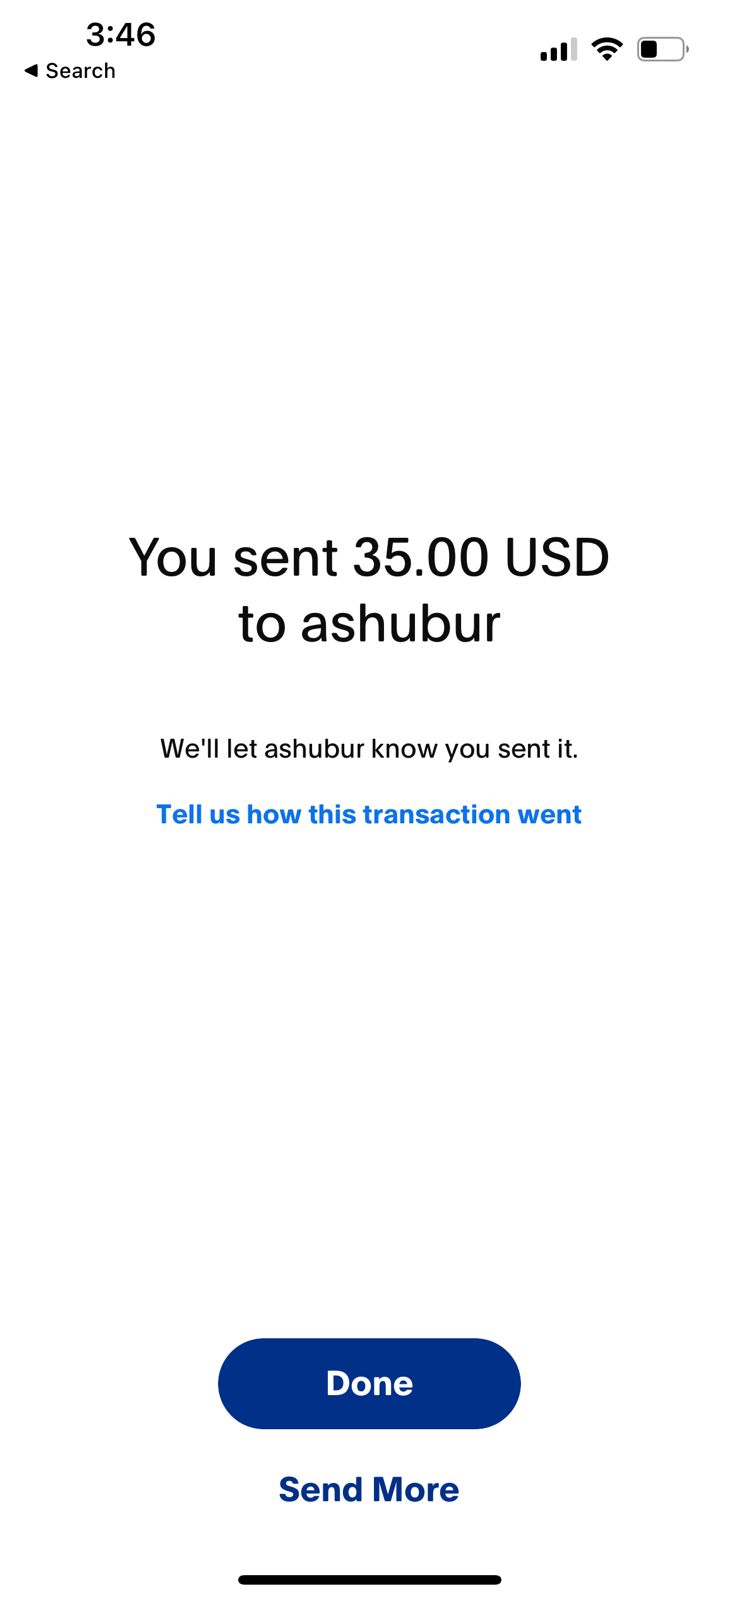 3:46
◀ Search
You sent 35.00 USD
to ashubur
We'll let ashubur know you sent it.
Tell us how this transaction went
Done
Send More